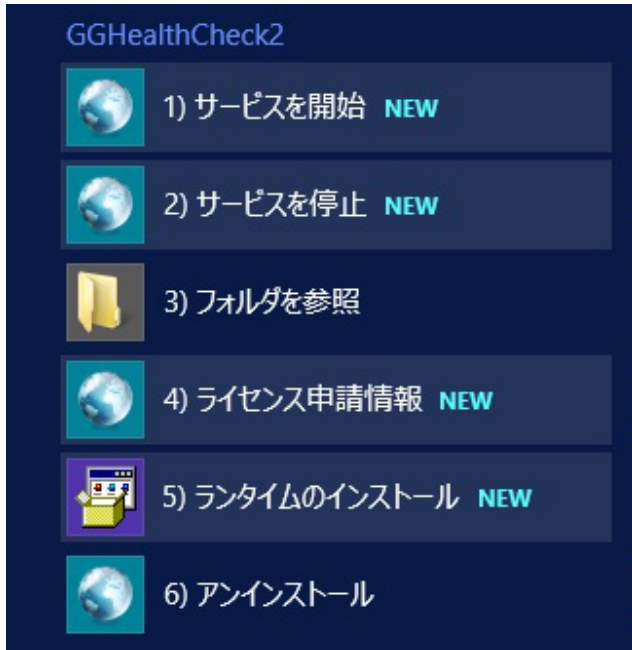 GGHealthCheck2
1) サービスを開始 NEW
2) サービスを停止 NEW
3) フォルダを参照
4) ライセンス申請情報 NEW
5) ランタイムのインストール NEW
6) アンインストール